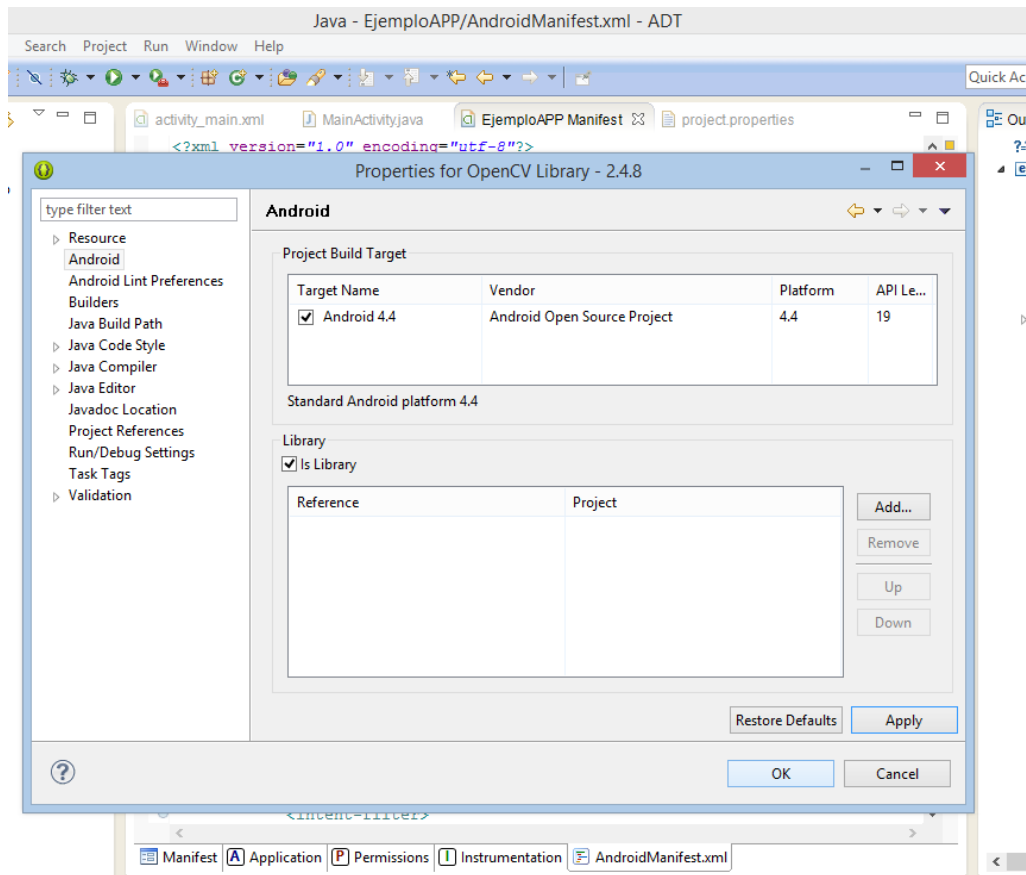 Java - EjemploAPP/AndroidManifest.xml - ADT
Search Project Run Window Help
Quick Ac
activity_main.xml MainActivity.java EjemploAPP Manifest project.properties
Ou
<?xml version="1.0" encoding="utf-8"?>
Properties for OpenCV Library - 2.4.8
type filter text
Android
Resource
Android
Android Lint Preferences
Builders
Java Build Path
Java Code Style
Java Compiler
Java Editor
Javadoc Location
Project References
Run/Debug Settings
Task Tags
Validation
Project Build Target
Target Name Vendor Platform API Le...
Android 4.4 Android Open Source Project 4.4 19
Standard Android platform 4.4
Library
Is Library
Reference Project
Add...
Remove
Up
Down
Restore Defaults Apply
OK Cancel
<intent-filter>
Manifest A Application P Permissions I Instrumentation AndroidManifest.xml